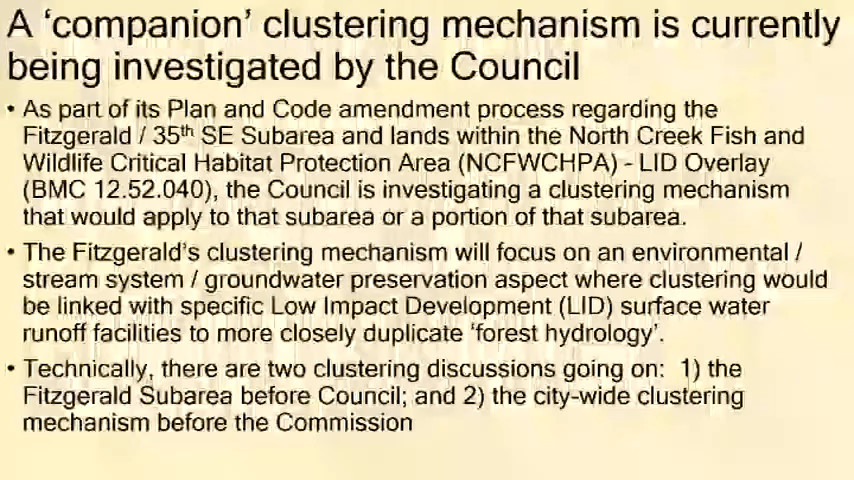 A ‘companion’ clustering mechanism is currently
being investigated by the Council
• As part of its Plan and Code amendment process regarding the
Fitzgerald / 35th SE Subarea and lands within the North Creek Fish and
Wildlife Critical Habitat Protection Area (NCFWCHPA) - LID Overlay
(BMC 12.52.040), the Council is investigating a clustering mechanism
that would apply to that subarea or a portion of that subarea.
• The Fitzgerald’s clustering mechanism will focus on an environmental /
stream system / groundwater preservation aspect where clustering would
be linked with specific Low Impact Development (LID) surface water
runoff facilities to more closely duplicate ‘forest hydrology’.
• Technically, there are two clustering discussions going on:  1) the
Fitzgerald Subarea before Council; and 2) the city-wide clustering
mechanism before the Commission